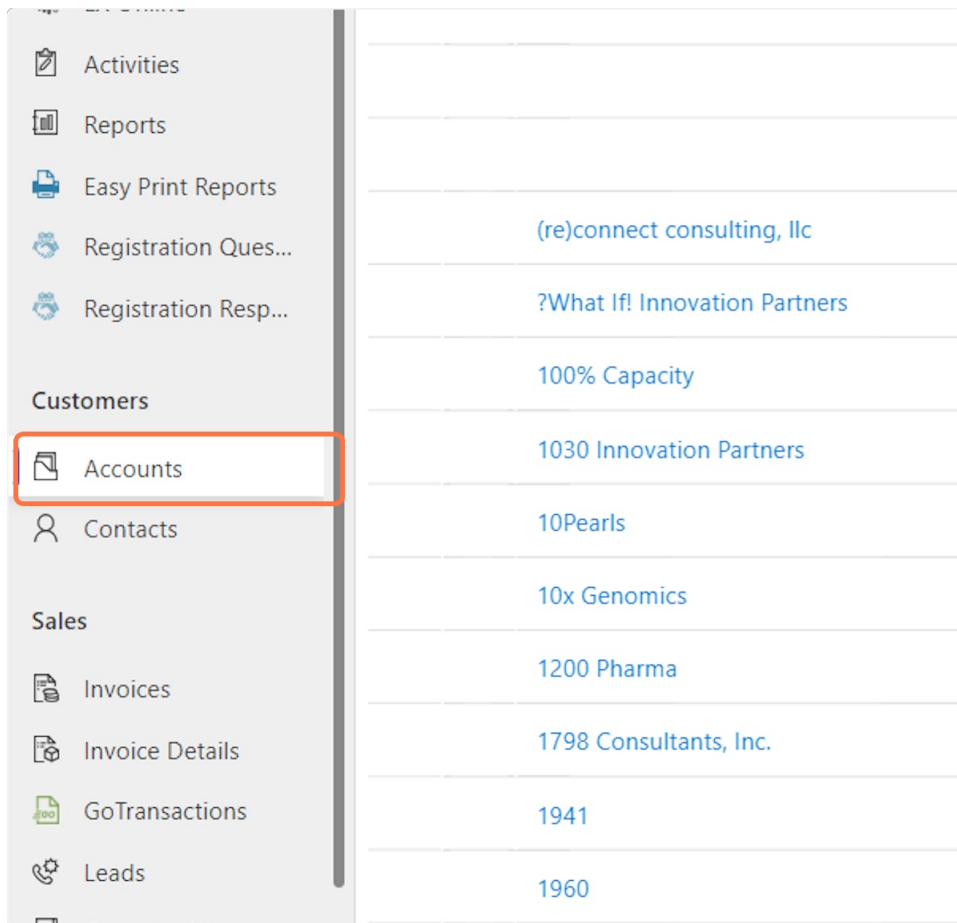 Activities
Reports
Easy Print Reports
Registration Ques...
Registration Resp...
Customers
Accounts
Contacts
Sales
Invoices
Invoice Details
GoTransactions
Leads
(re)connect consulting, llc
?What If! Innovation Partners
100% Capacity
1030 Innovation Partners
10Pearls
10x Genomics
1200 Pharma
1798 Consultants, Inc.
1941
1960